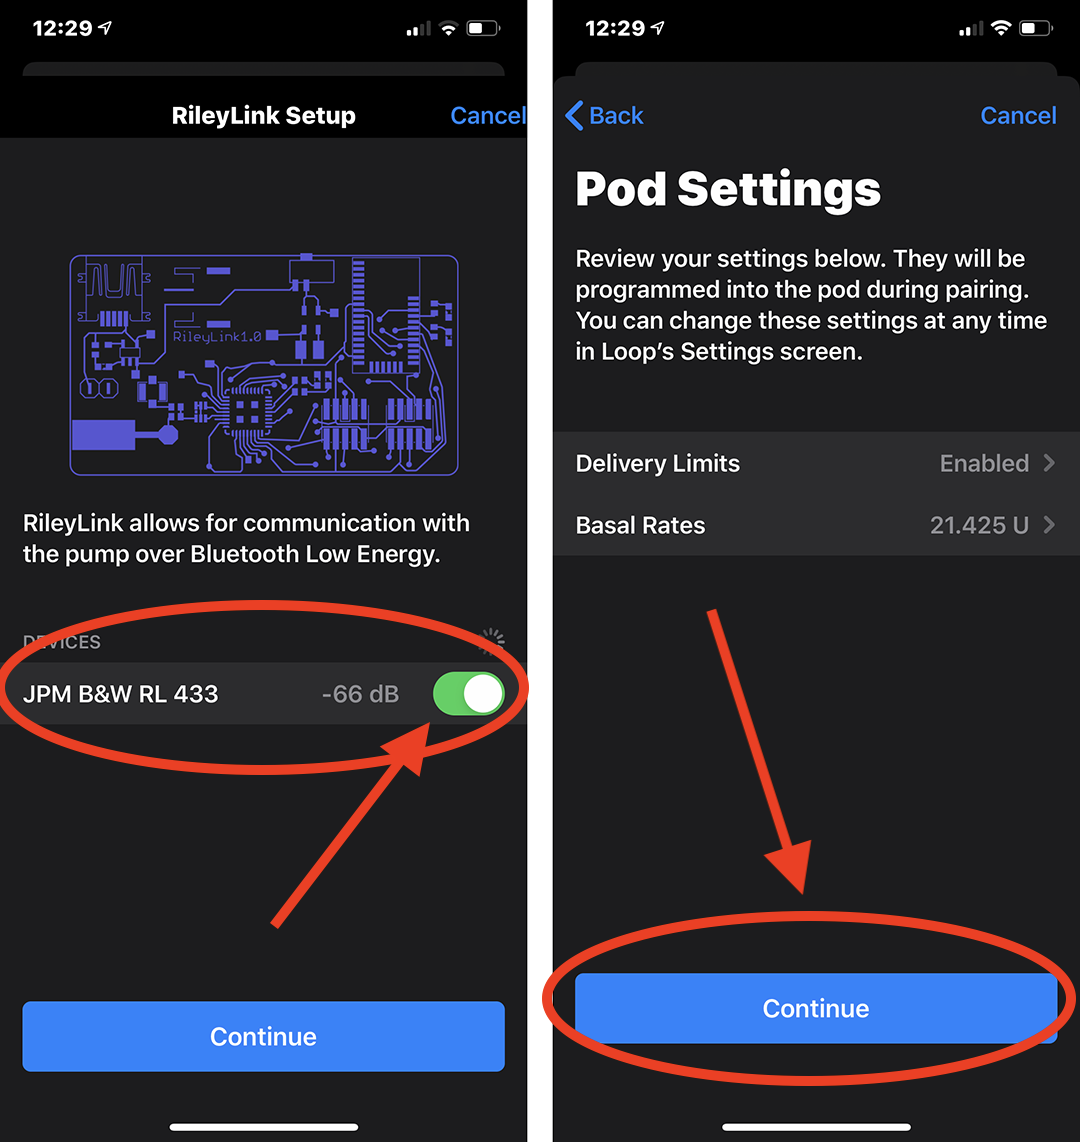 12:29
RileyLink Setup
Cancel
RileyLink1.0
RileyLink allows for communication with
the pump over Bluetooth Low Energy.
DEVICES
JPM B&W RL 433 -66 dB
Continue
12:29
Back
Cancel
Pod Settings
Review your settings below. They will be
programmed into the pod during pairing.
You can change these settings at any time
in Loop’s Settings screen.
Delivery Limits Enabled
Basal Rates 21.425 U
Continue